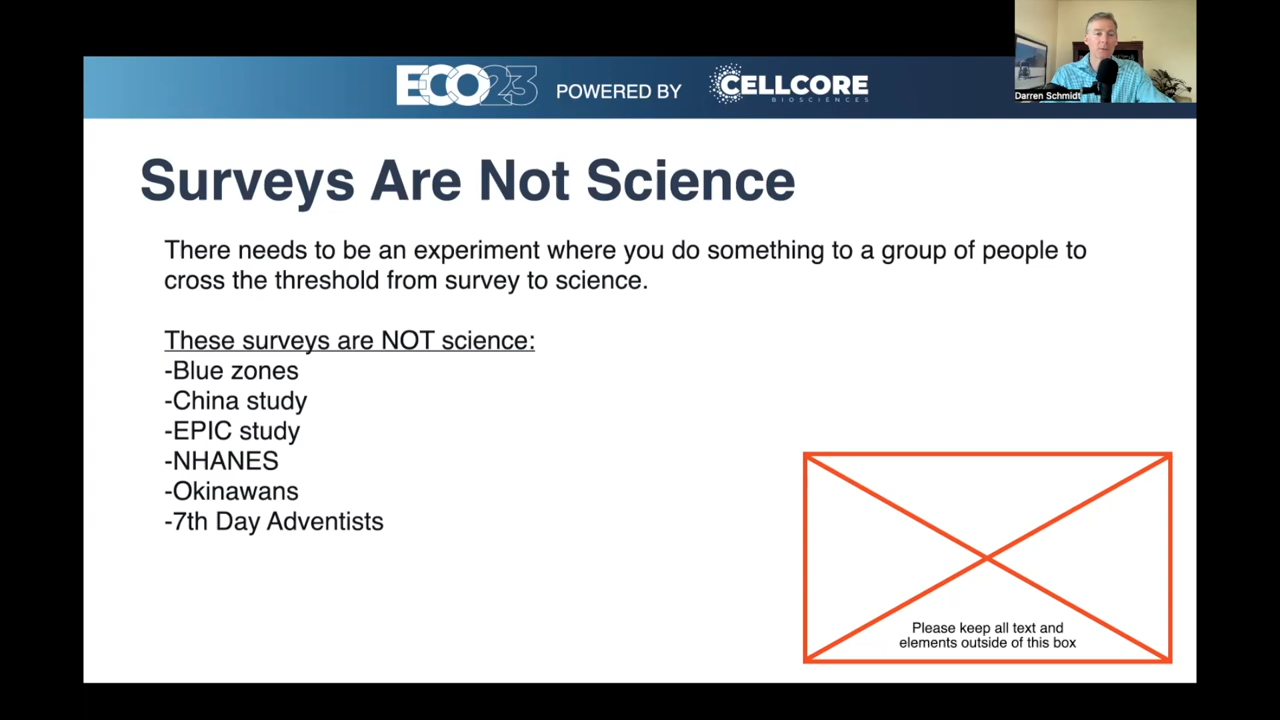 ECO23 POWERED BY CELLCORE
BIOSCIENCES
Darren Schmidt
Surveys Are Not Science
There needs to be an experiment where you do something to a group of people to
cross the threshold from survey to science.
These surveys are NOT science:
-Blue zones
-China study
-EPIC study
-NHANES
-Okinawans
-7th Day Adventists
Please keep all text and
elements outside of this box